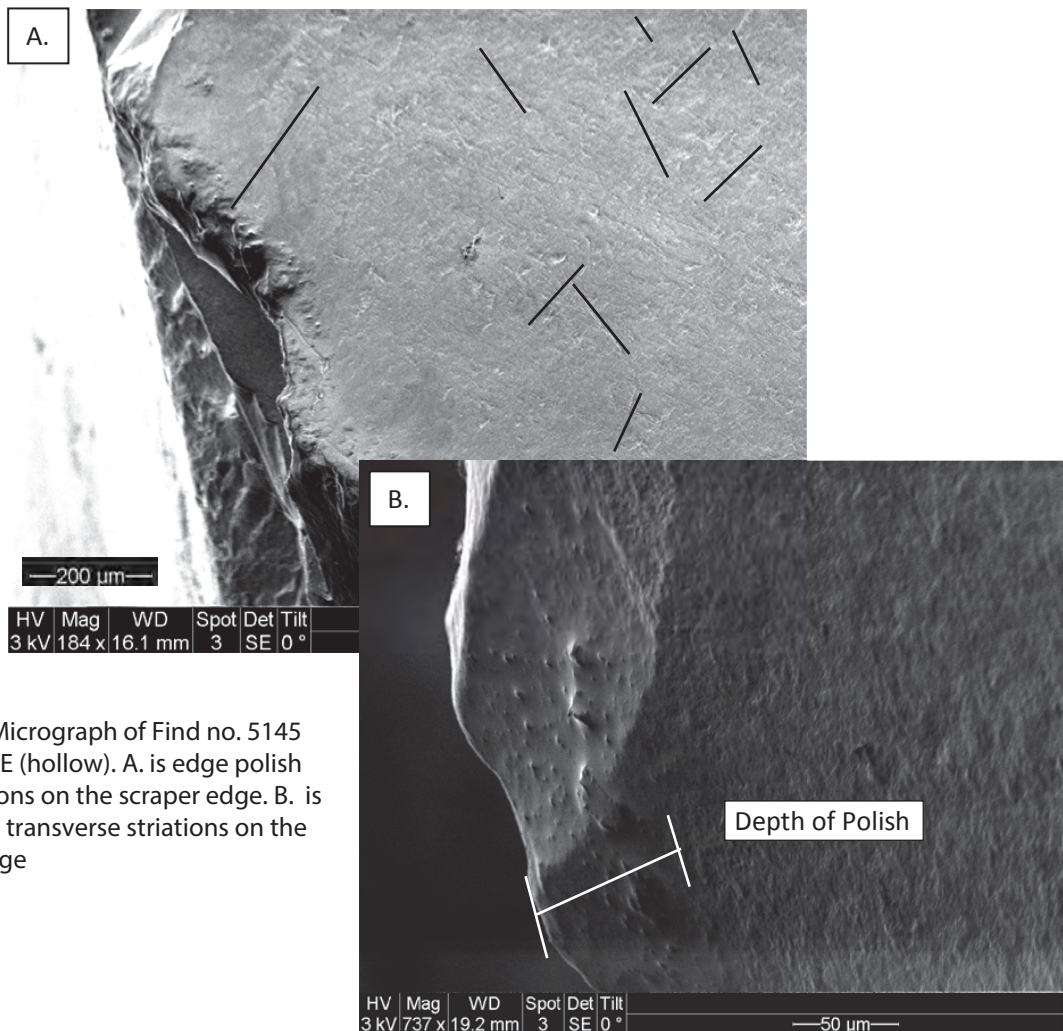 A.
200 µm
HV Mag WD Spot Det Tilt
3 kV 184 x 16.1 mm 3 SE 0 °
B.
Micrograph of Find no. 5145
E (hollow). A. is edge polish
ons on the scraper edge. B. is
transverse striations on the
ge
Depth of Polish
HV Mag WD Spot Det Tilt
3 kV 737 x 19.2 mm 3 SE 0 °
50 µm